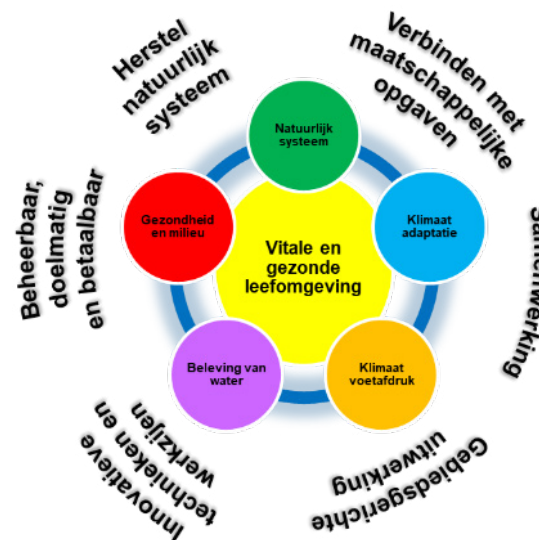 Herstel
natuurlijk
systeem
Verbinden met
maatschappelijke
opgaven
Samenwerking
Gebiedsgerichte
uitwerking
Innovatieve
technieken en
werkzijen
Beheerbaar,
doelmatig
en betaalbaar
Natuurlijk
systeem
Klimaat
adaptatie
Klimaat
voetafdruk
Beleving van
water
Gezondheid
en milieu
Vitale en
gezonde
leefomgeving